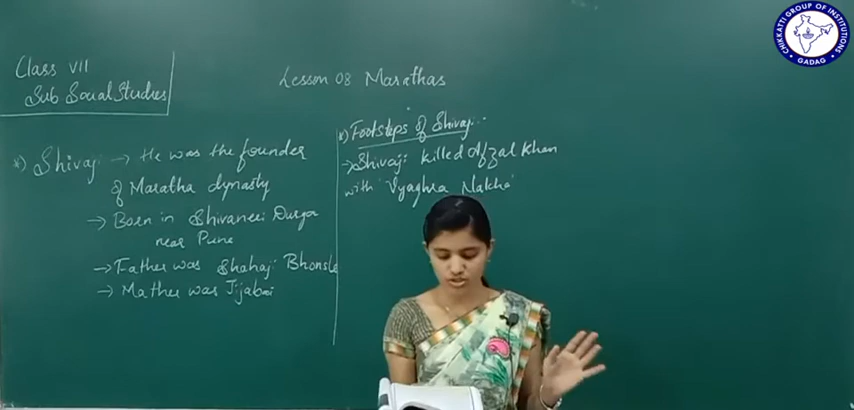 CHIKKATTI GROUP OF INSTITUTIONS
GADAG
Class VII
Sub Social Studies
Lesson 08 Marathas
*) Shivaji → He was the founder
of Maratha dynasty
→ Born in Shivaneri Durga
near Pune
→ Father was Shahaji Bhonsle
→ Mather was Jijabai
*) Footsteps of Shivaji:-
→ Shivaji killed Afzal Khan
with 'Vyaghra Nakha'